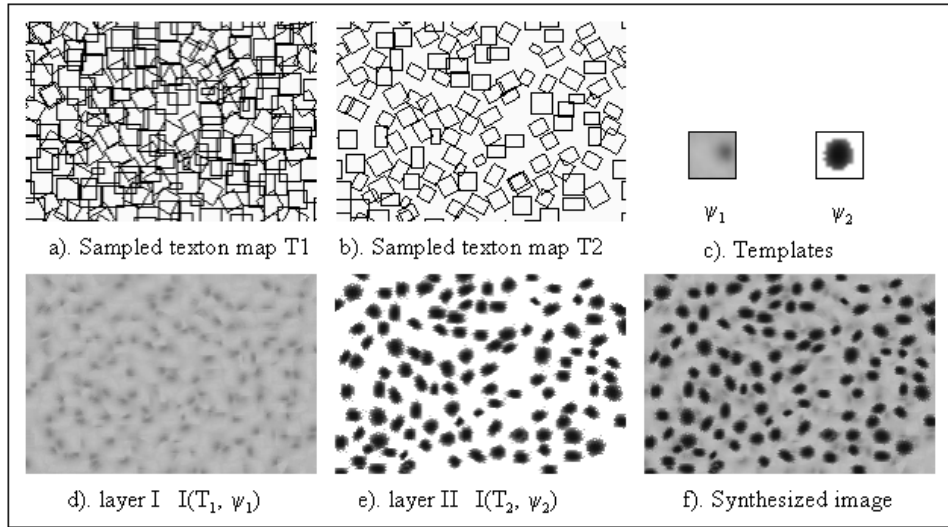 ψ₁ ψ₂
a). Sampled texton map T1 b). Sampled texton map T2 c). Templates
d). layer I I(T₁, ψ₁) e). layer II I(T₂, ψ₂) f). Synthesized image